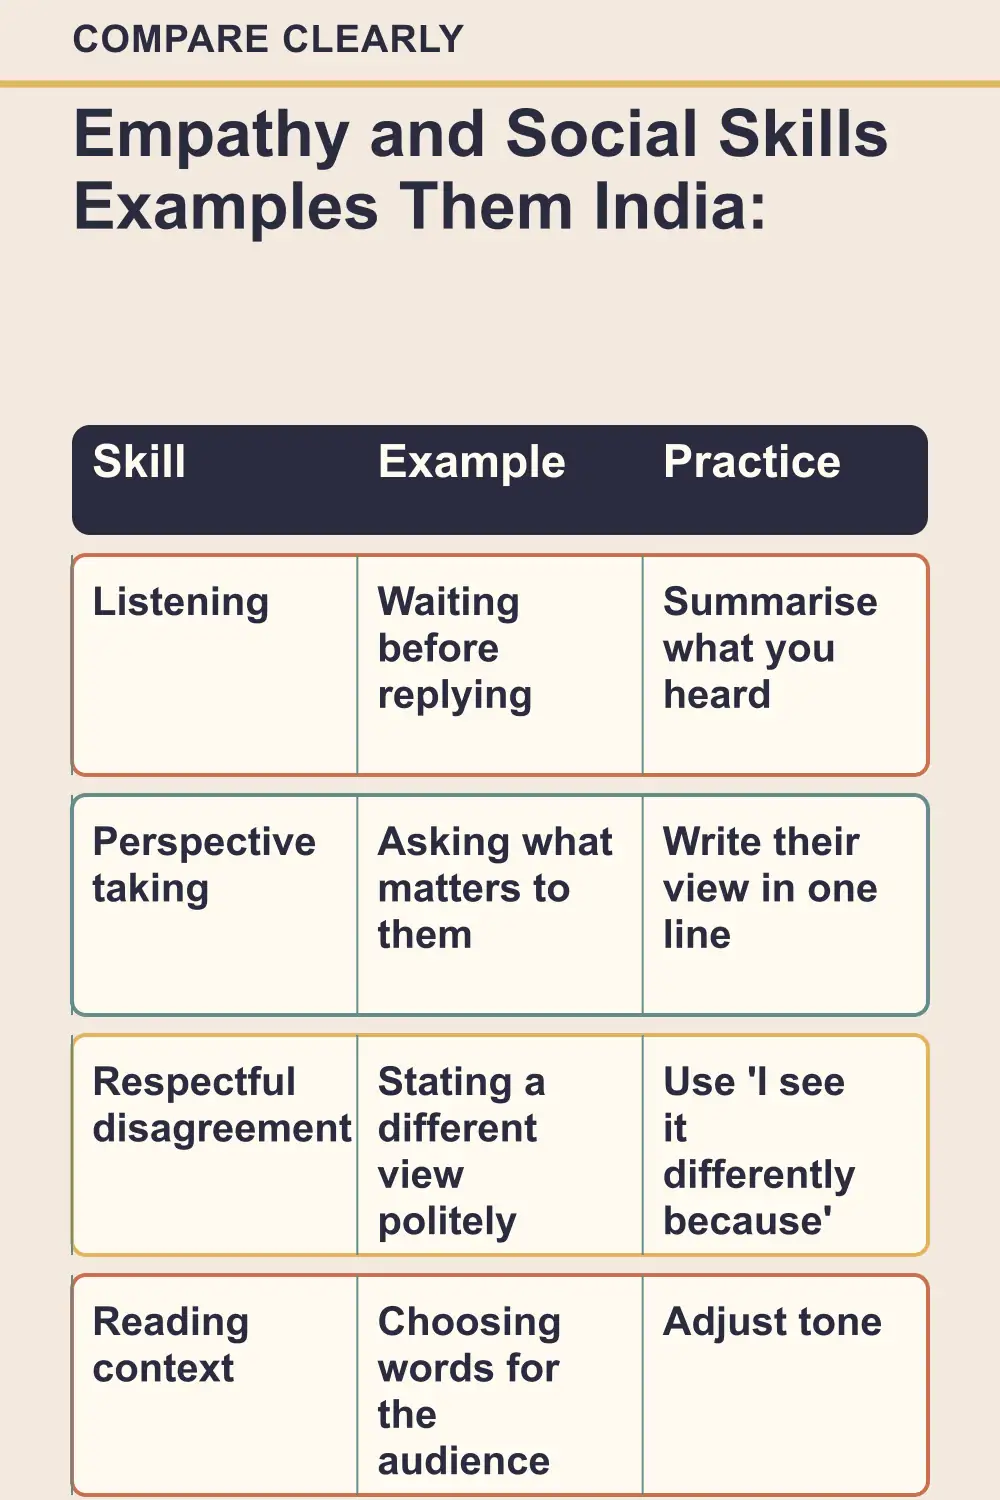 COMPARE CLEARLY
Empathy and Social Skills
Examples Them India:
Skill
Example
Practice
Listening
Waiting
before
replying
Summarise
what you
heard
Perspective
taking
Asking what
matters to
them
Write their
view in one
line
Respectful
disagreement
Stating a
different
view
politely
Use 'I see
it
differently
because'
Reading
context
Choosing
words for
the
audience
Adjust tone